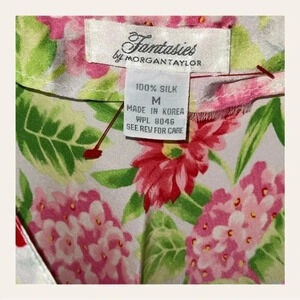 Fantasies
by MORGAN TAYLOR
100% SILK
M
MADE IN KOREA
WPL 8046
SEE REV FOR CARE